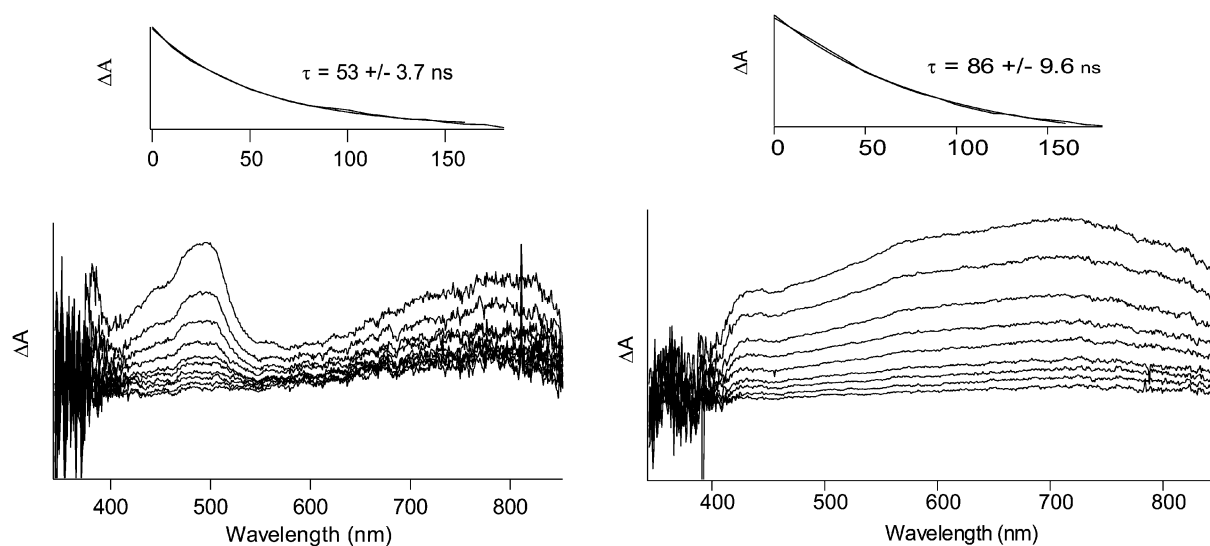 ΔA
τ = 53 +/- 3.7 ns
0 50 100 150
ΔA
400 500 600 700 800
Wavelength (nm)
ΔA
τ = 86 +/- 9.6 ns
0 50 100 150
ΔA
400 500 600 700 800
Wavelength (nm)